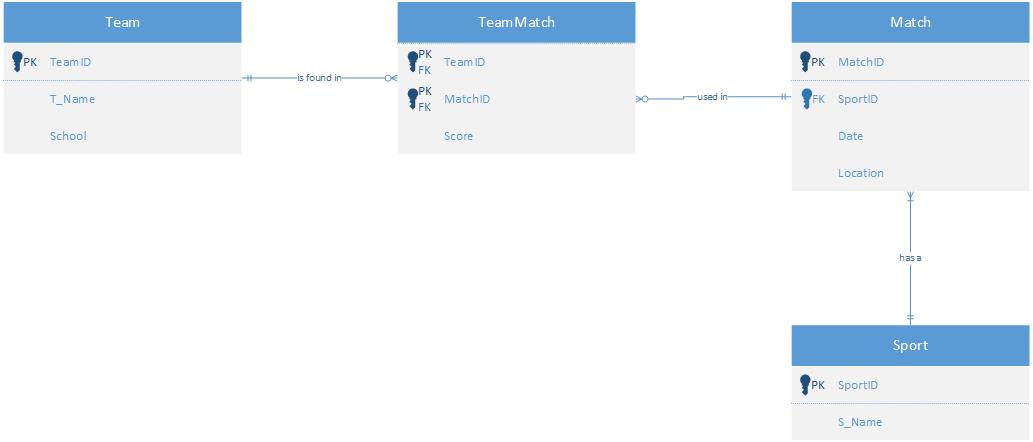 Team
PK TeamID
T_Name
School
is found in
TeamMatch
PK
FK TeamID
PK
FK MatchID
Score
used in
Match
PK MatchID
FK SportID
Date
Location
has a
Sport
PK SportID
S_Name